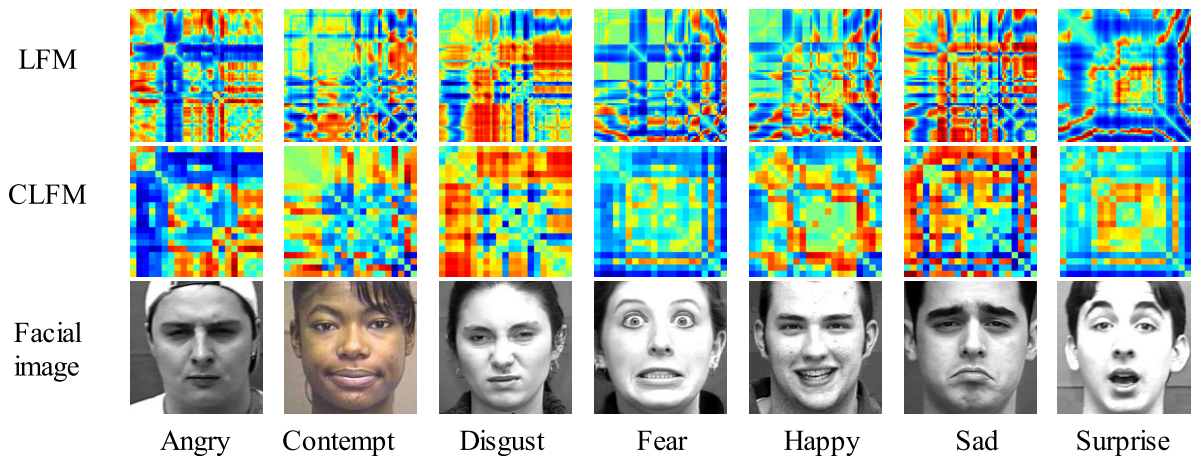 LFM
CLFM
Facial
image
Angry Contempt Disgust Fear Happy Sad Surprise